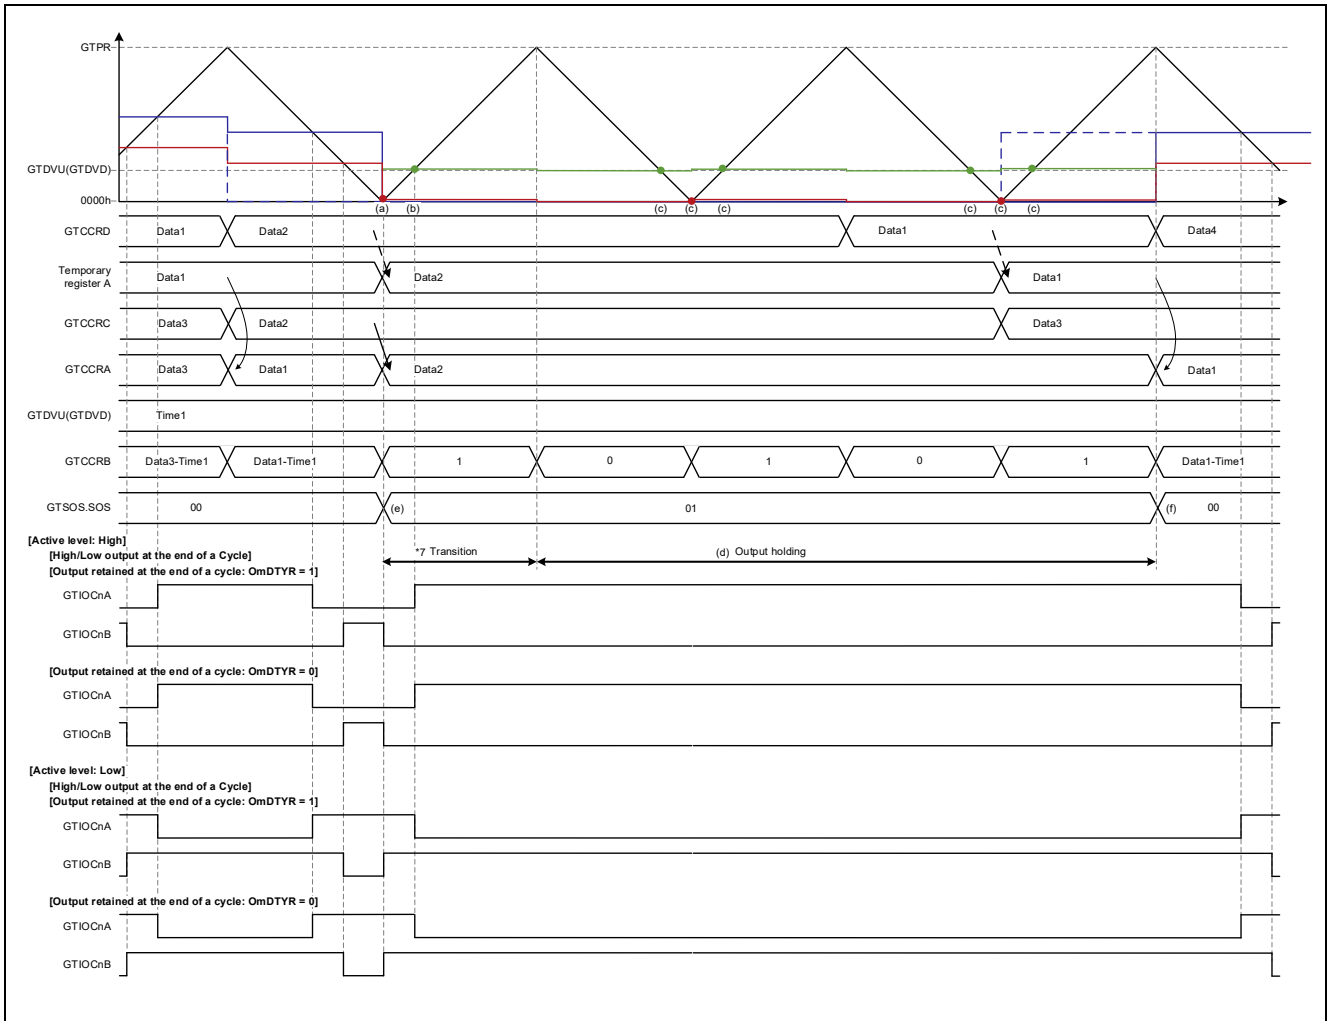 GTPR
GTDVU(GTDVD)
0000h
(a) (b) (c) (c) (c) (c) (c) (c)
GTCCRD Data1 Data2 Data1 Data4
Temporary
register A Data1 Data2 Data1
GTCCRC Data3 Data2 Data3
GTCCRA Data3 Data1 Data2 Data1
GTDVU(GTDVD) Time1
GTCCRB Data3-Time1 Data1-Time1 1 0 1 0 1 Data1-Time1
GTSOS.SOS 00 (e) 01 (f) 00
[Active level: High]
*7 Transition (d) Output holding
[High/Low output at the end of a Cycle]
[Output retained at the end of a cycle: OmDTYR = 1]
GTIOCnA
GTIOCnB
[Output retained at the end of a cycle: OmDTYR = 0]
GTIOCnA
GTIOCnB
[Active level: Low]
[High/Low output at the end of a Cycle]
[Output retained at the end of a cycle: OmDTYR = 1]
GTIOCnA
GTIOCnB
[Output retained at the end of a cycle: OmDTYR = 0]
GTIOCnA
GTIOCnB